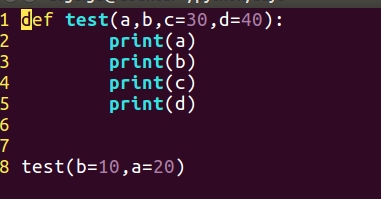 1 def test(a,b,c=30,d=40):
2         print(a)
3         print(b)
4         print(c)
5         print(d)
6
7
8 test(b=10,a=20)